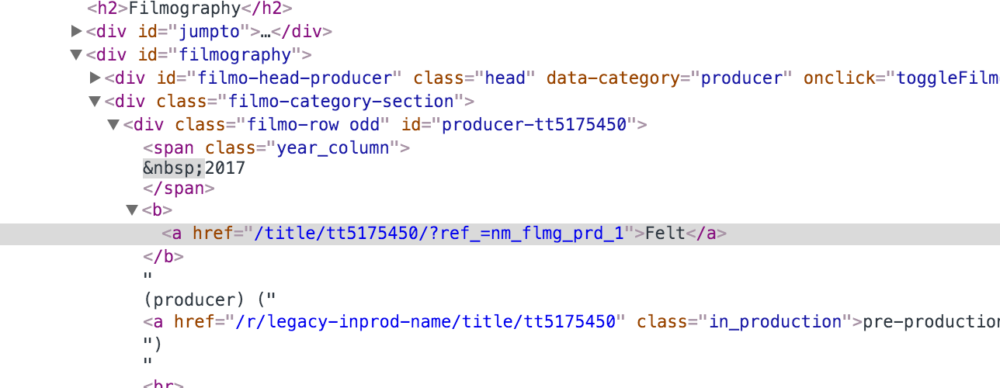 <h2>Filmography</h2>
<div id="jumpto">…</div>
<div id="filmography">
<div id="filmo-head-producer" class="head" data-category="producer" onclick="toggleFilm
<div class="filmo-category-section">
<div class="filmo-row odd" id="producer-tt5175450">
<span class="year_column">
&nbsp;2017
</span>
<b>
<a href="/title/tt5175450/?ref_=nm_flmg_prd_1">Felt</a>
</b>
"
(producer) ("
<a href="/r/legacy-inprod-name/title/tt5175450" class="in_production">pre-production
")
"
<br>